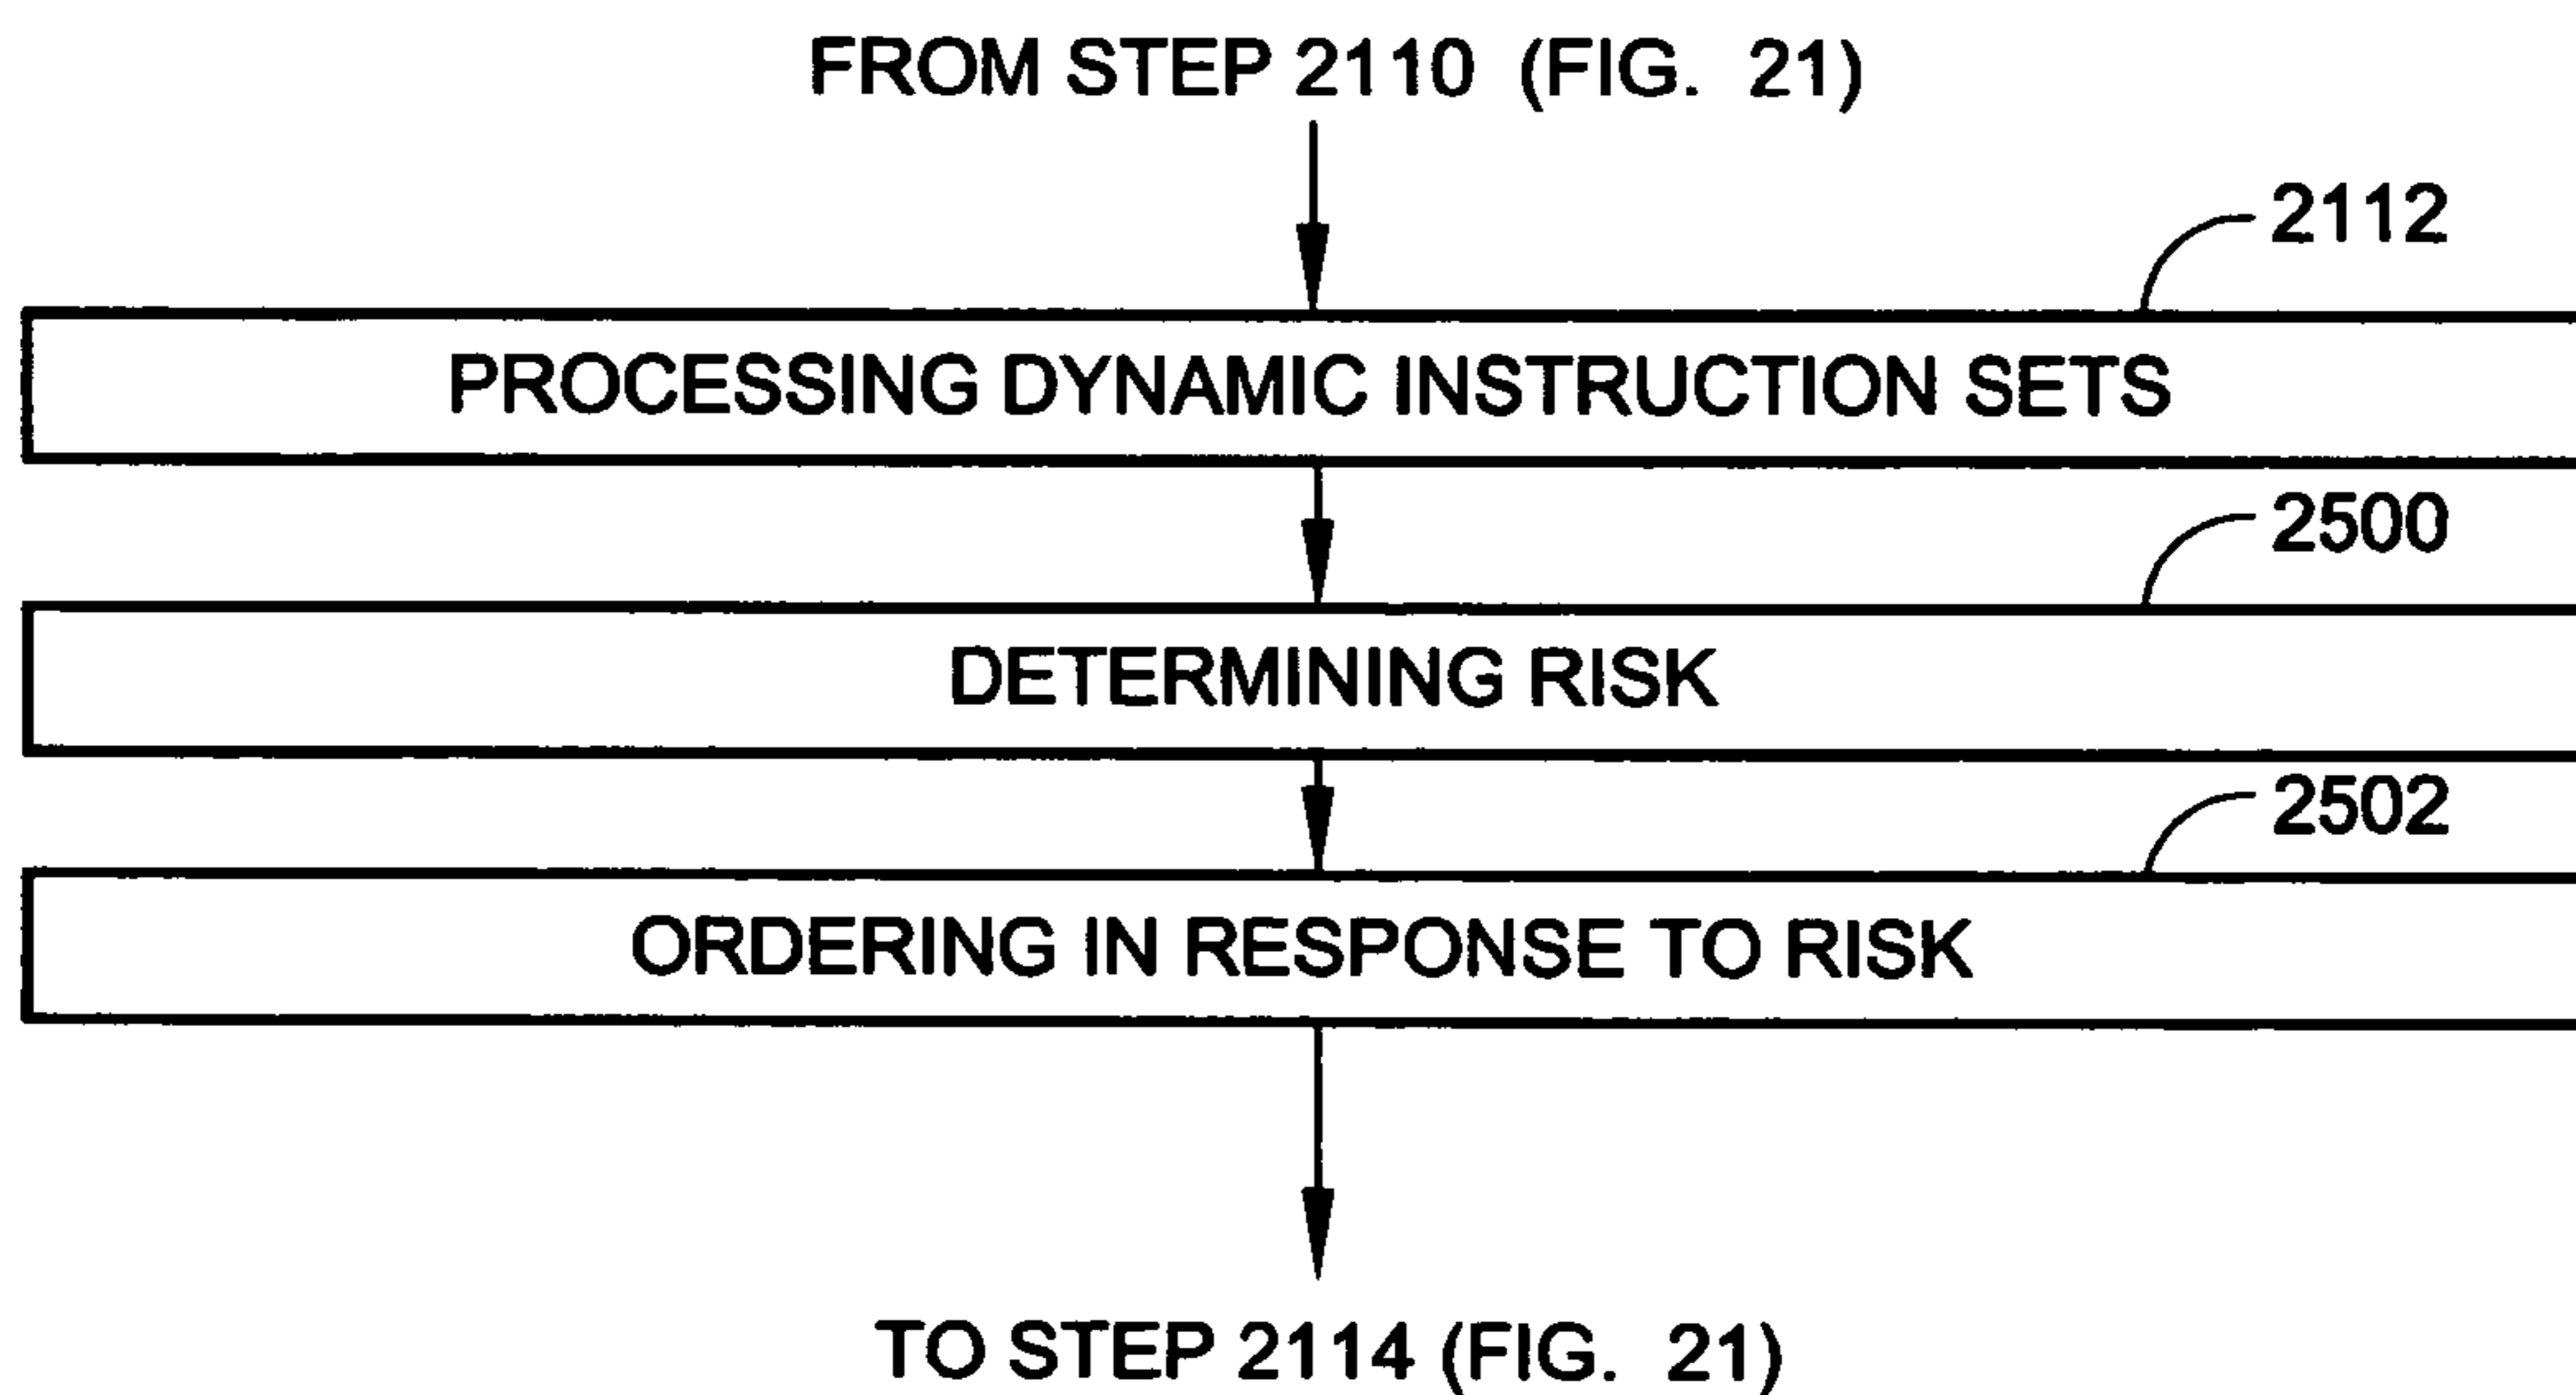 FROM STEP 2110 (FIG. 21)
2112
PROCESSING DYNAMIC INSTRUCTION SETS
2500
DETERMINING RISK
2502
ORDERING IN RESPONSE TO RISK
TO STEP 2114 (FIG. 21)